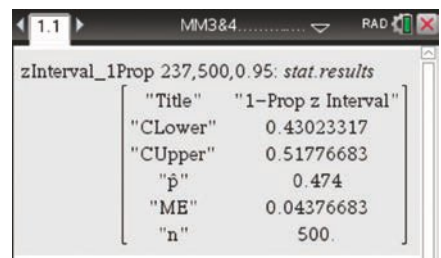 1.1 MM3&4............. RAD
zInterval_1Prop 237,500,0.95: stat.results
"Title" "1-Prop z Interval"
"CLower" 0.43023317
"CUpper" 0.51776683
"p̂" 0.474
"ME" 0.04376683
"n" 500.